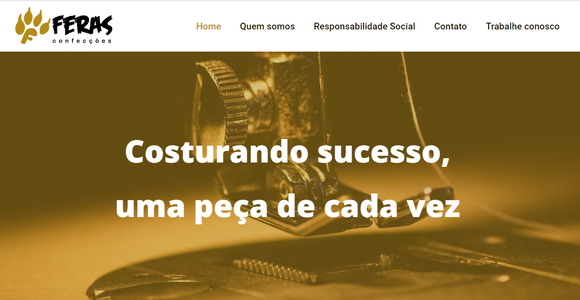 FERAS
confecções
Home Quem somos Responsabilidade Social Contato Trabalhe conosco
Costurando sucesso,
uma peça de cada vez